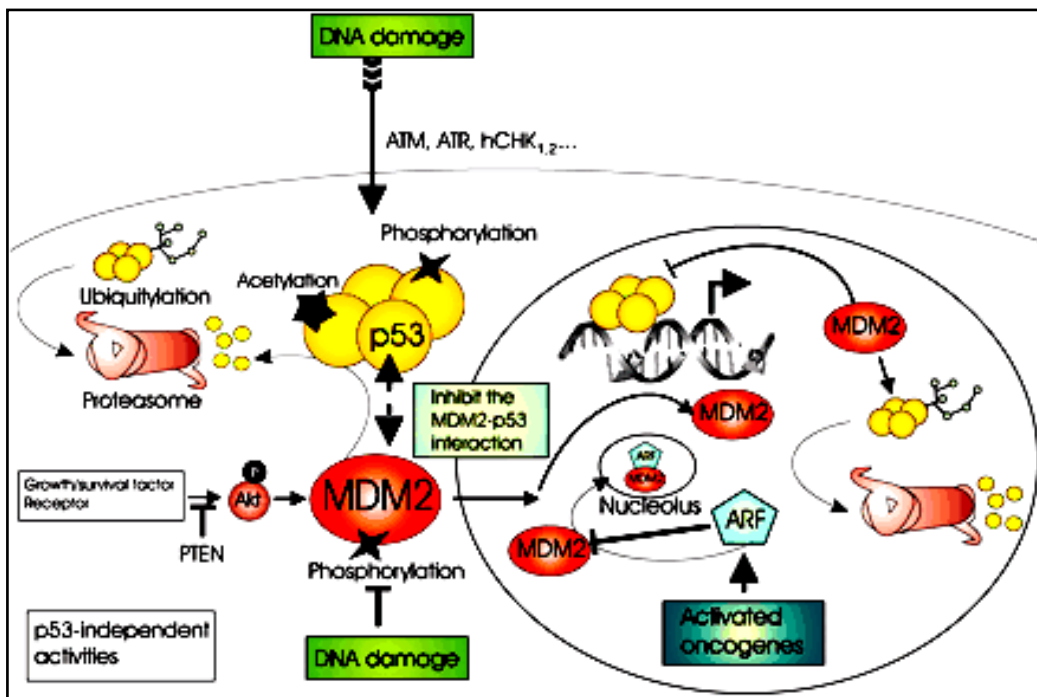 DNA damage
ATM, ATR, hCHK1,2...
Phosphorylation
Acetylation
Ubiquitylation
p53
Proteasome
Inhibit the
MDM2-p53
interaction
MDM2
MDM2
Growth/survival factor
Receptor
P
Akt
MDM2
ARF
MDM2
Nucleolus
PTEN
MDM2
ARF
Phosphorylation
p53-independent
activities
DNA damage
Activated
oncogenes